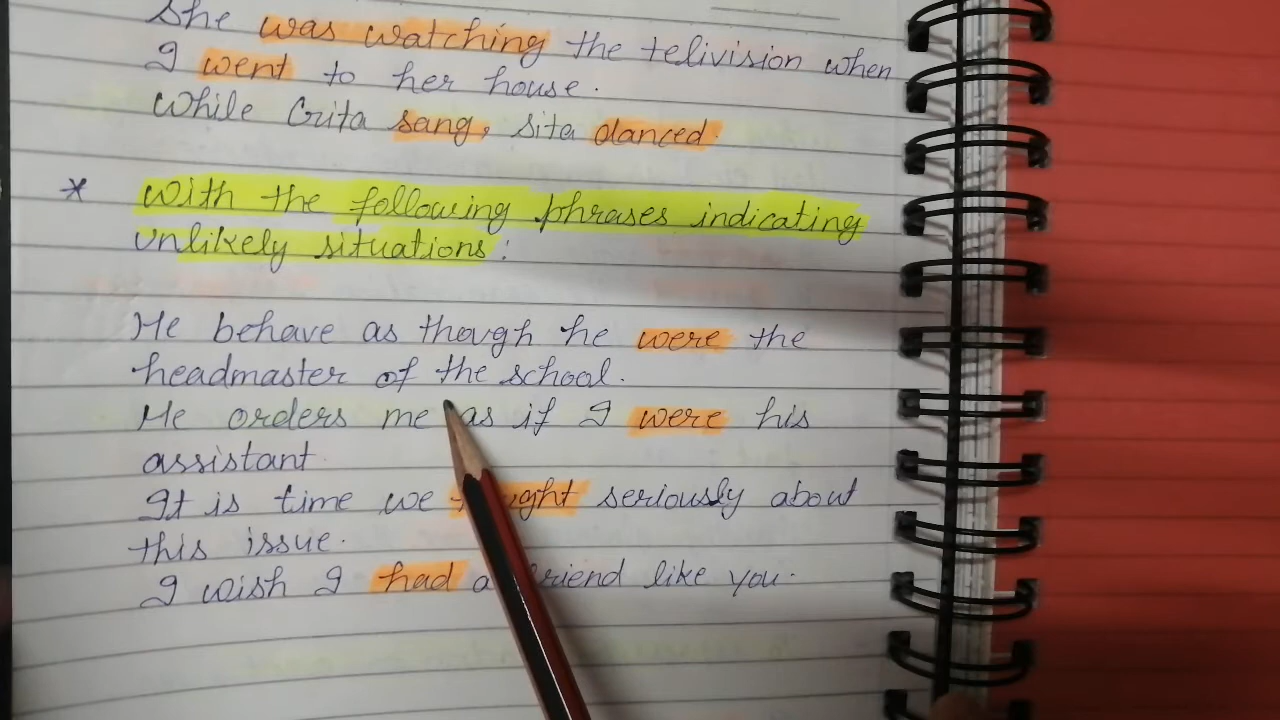 She was watching the telivision when
I went to her house.
While Grita sang, sita danced.
* With the following phrases indicating
unlikely situations:
He behave as though he were the
headmaster of the school.
He orders me as if I were his
assistant
It is time we seriously about
this issue.
I wish I had a friend like you.